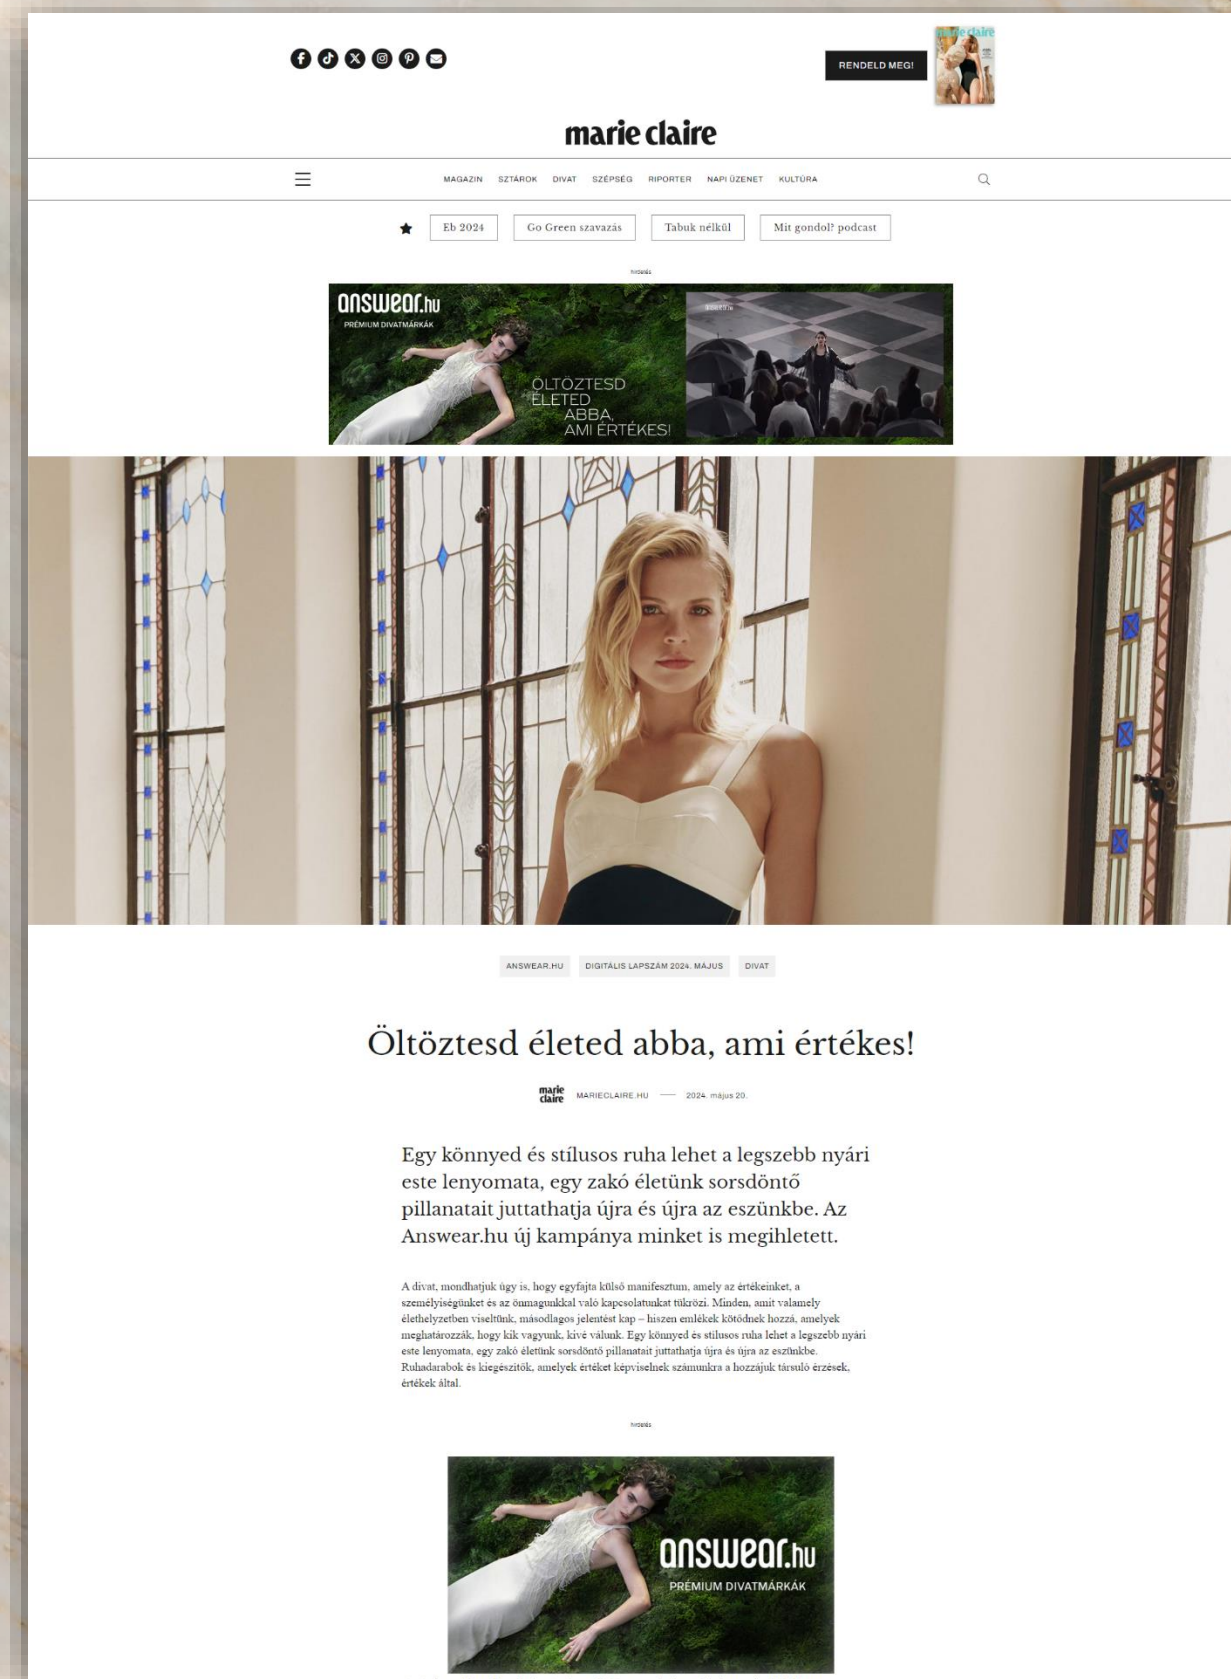 marie claire
RENDELD MEG!
marie claire
MAGAZIN SZTÁROK DIVAT SZÉPSÉG RIPORTER NAPI ÜZENET KULTÚRA
Eb 2024 Go Green szavazás Tabuk nélkül Mit gondol? podcast
hirdetés
answear.hu
PRÉMIUM DIVATMÁRKÁK
ÖLTÖZTESD
ÉLETED
ABBA,
AMI ÉRTÉKES!
ANSWEAR.HU DIGITÁLIS LAPSZÁM 2024. MÁJUS DIVAT
Öltöztesd életed abba, ami értékes!
marie
claire
MARIECLAIRE.HU — 2024. május 20.
Egy könnyed és stílusos ruha lehet a legszebb nyári
este lenyomata, egy zakó életünk sorsdöntő
pillanatait juttathatja újra és újra az eszünkbe. Az
Answear.hu új kampánya minket is megihletett.
A divat, mondhatjuk úgy is, hogy egyfajta külső manifesztum, amely az értékeinket, a
személyiségünket és az önmagunkkal való kapcsolatunkat tükrözi. Minden, amit valamely
élethelyzetben viseltünk, másodlagos jelentést kap – hiszen emlékek kötődnek hozzá, amelyek
meghatározzák, hogy kik vagyunk, kivé válunk. Egy könnyed és stílusos ruha lehet a legszebb nyári
este lenyomata, egy zakó életünk sorsdöntő pillanatait juttathatja újra és újra az eszünkbe.
Ruhadarabok és kiegészítők, amelyek értéket képviselnek számunkra a hozzájuk társuló érzések,
értékek által.
hirdetés
answear.hu
PRÉMIUM DIVATMÁRKÁK